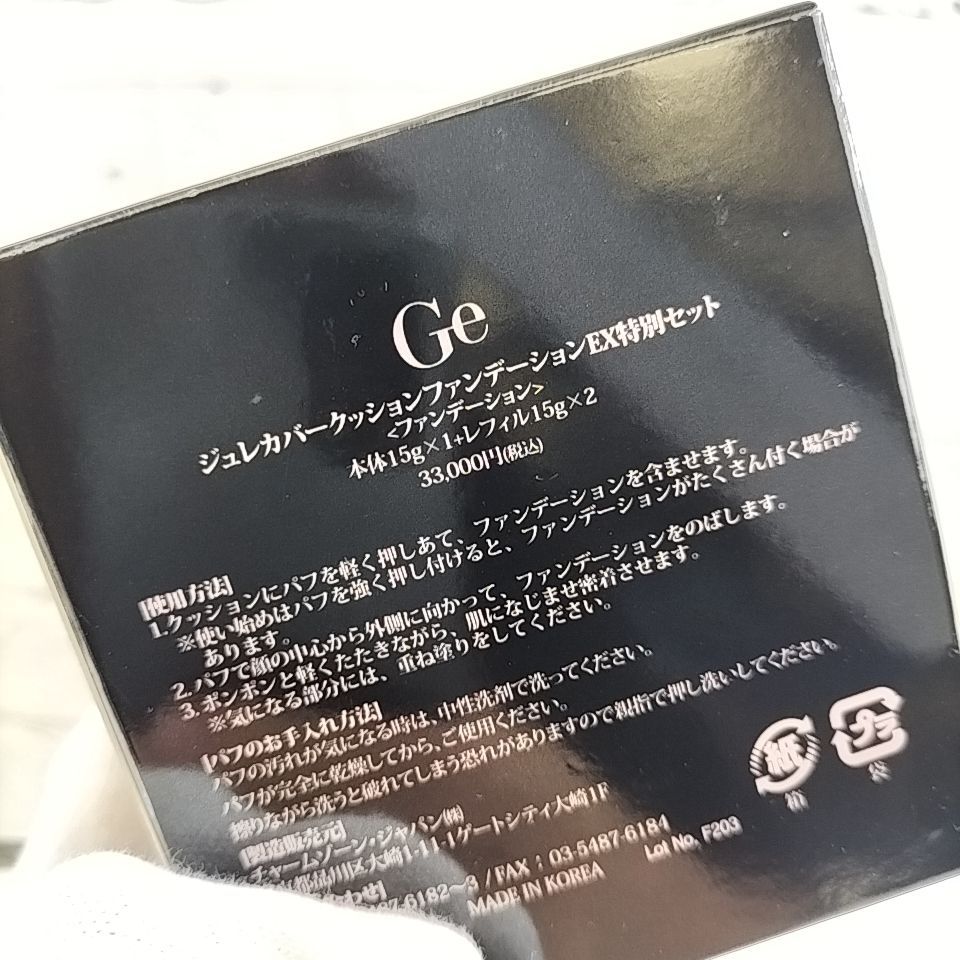 Ge
ジュレカバークッションファンデーションEX特別セット
<ファンデーション>
本体15g×1+レフィル15g×2
33,000円(税込)
[使用方法]
1.クッションにパフを軽く押しあて、ファンデーションを含ませます。
※使い始めはパフを強く押し付けると、ファンデーションがたくさん付く場合が
あります。
2.パフで顔の中心から外側に向かって、ファンデーションをのばします。
3.ポンポンと軽くたたきながら、肌になじませ密着させます。
※気になる部分には、重ね塗りをしてください。
[パフのお手入れ方法]
パフの汚れが気になる時は、中性洗剤で洗ってください。
パフが完全に乾燥してから、ご使用ください。
擦りながら洗うと破れてしまう恐れがありますので親指で押し洗いしてください。
[製造販売元]
チャームゾーン・ジャパン㈱
品川区大崎1-11-1ゲートシティ大崎1F
6182~3 / FAX : 03-5487-6184
MADE IN KOREA
Lot No. F203
紙
箱
プラ
袋